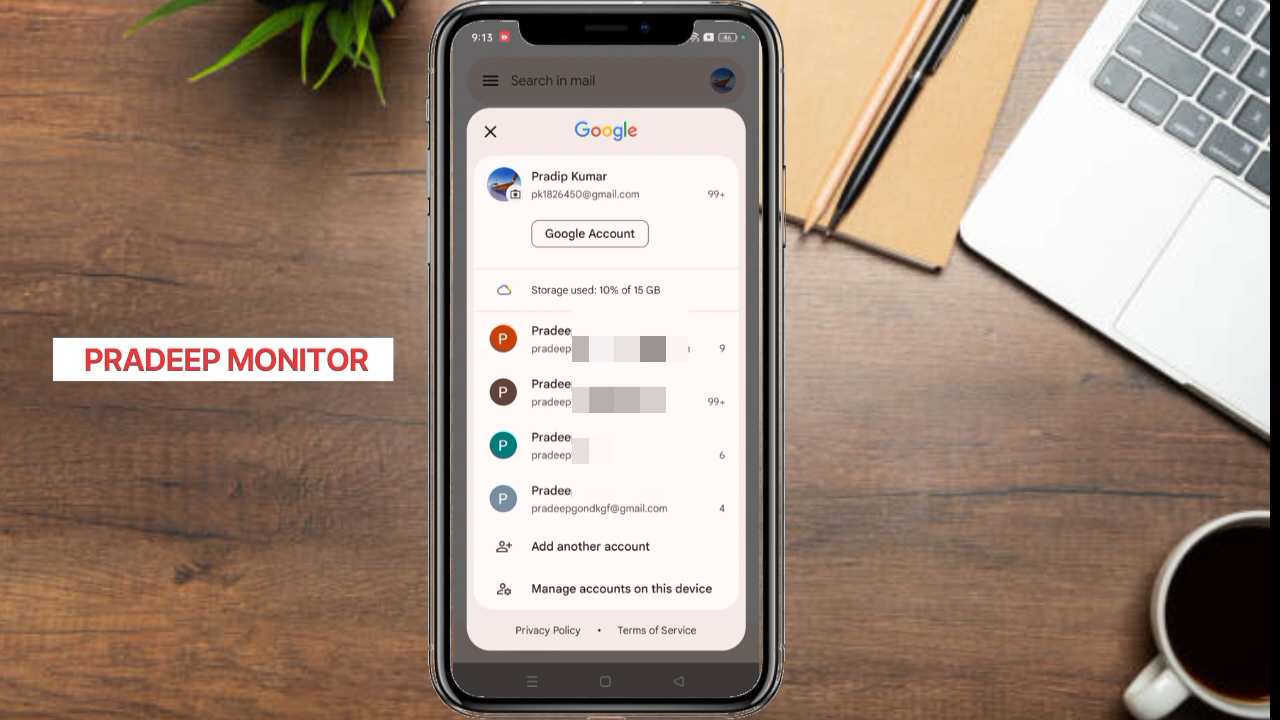 9:13
86
Search in mail
Google
Pradip Kumar
pk1826450@gmail.com
99+
Google Account
Storage used: 10% of 15 GB
P
Pradee
pradeep
9
P
Pradee
pradeep
99+
P
Pradee
pradeep
6
P
Pradee
pradeepgondkgf@gmail.com
4
Add another account
Manage accounts on this device
Privacy Policy • Terms of Service
PRADEEP MONITOR